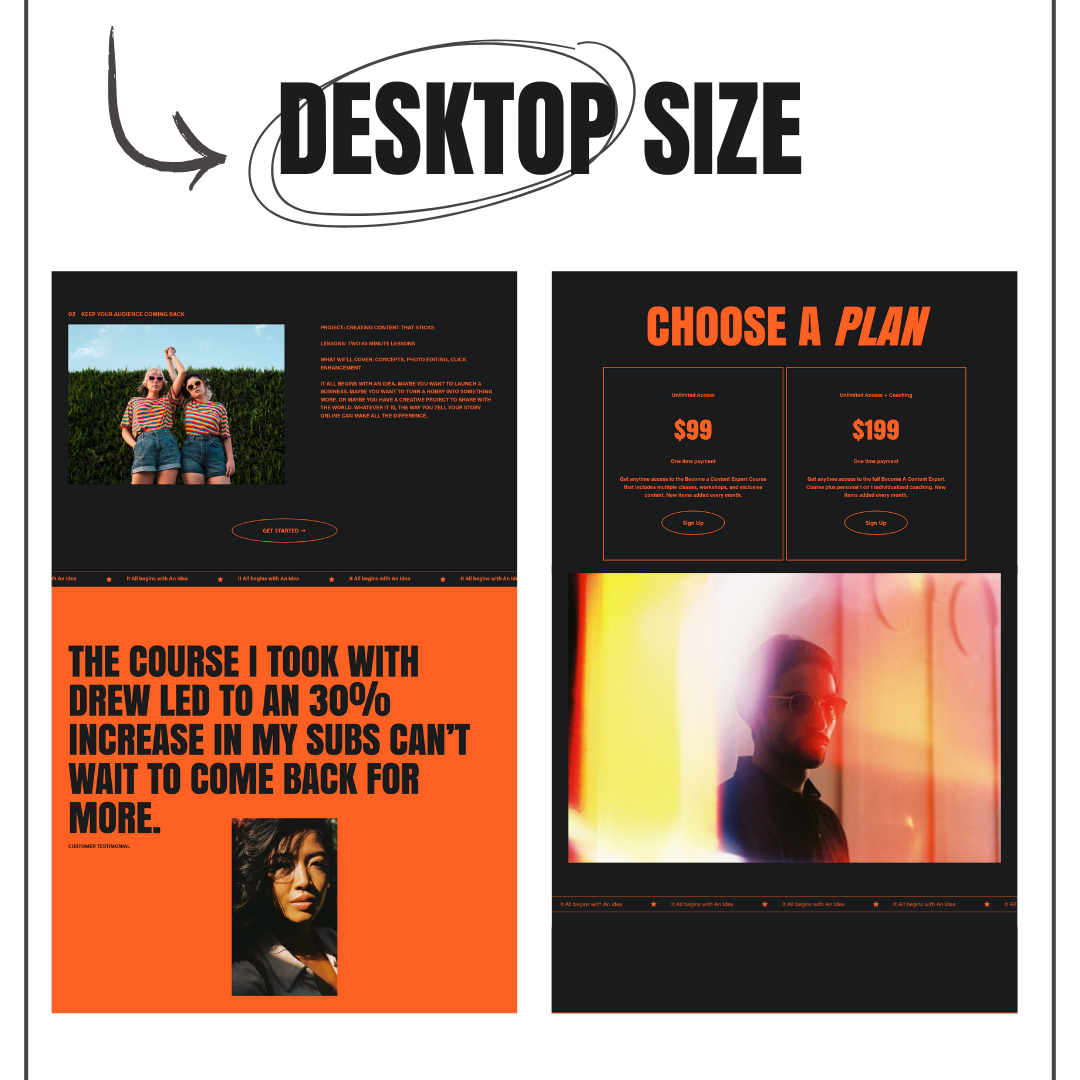 DESKTOP SIZE
02 KEEP YOUR AUDIENCE COMING BACK
PROJECT: CREATING CONTENT THAT STICKS
LESSONS: TWO 60 MINUTE LESSONS
WHAT WE'LL COVER: CONCEPTS, PHOTO EDITING, CLICK
ENHANCEMENT
IT ALL BEGINS WITH AN IDEA. MAYBE YOU WANT TO LAUNCH A
BUSINESS. MAYBE YOU WANT TO TURN A HOBBY INTO SOMETHING
MORE. OR MAYBE YOU HAVE A CREATIVE PROJECT TO SHARE WITH
THE WORLD. WHATEVER IT IS, THE WAY YOU TELL YOUR STORY
ONLINE CAN MAKE ALL THE DIFFERENCE.
GET STARTED →
th An Idea ★ It All begins with An Idea ★ It All begins with An Idea ★ It All begins with An Idea ★ It All begins with An Idea
THE COURSE I TOOK WITH
DREW LED TO AN 30%
INCREASE IN MY SUBS CAN'T
WAIT TO COME BACK FOR
MORE.
CUSTOMER TESTIMONIAL
CHOOSE A PLAN
Unlimited Access
$99
One time payment
Get anytime access to the Become a Content Expert Course
that includes multiple classes, workshops, and exclusive
content. New items added every month.
Sign Up
Unlimited Access + Coaching
$199
One time payment
Get anytime access to the full Become A Content Expert
Course plus personal 1 on 1 individualized coaching. New
items added every month.
Sign Up
It All begins with An Idea ★ It All begins with An Idea ★ It All begins with An Idea ★ It All begins with An Idea ★ It All